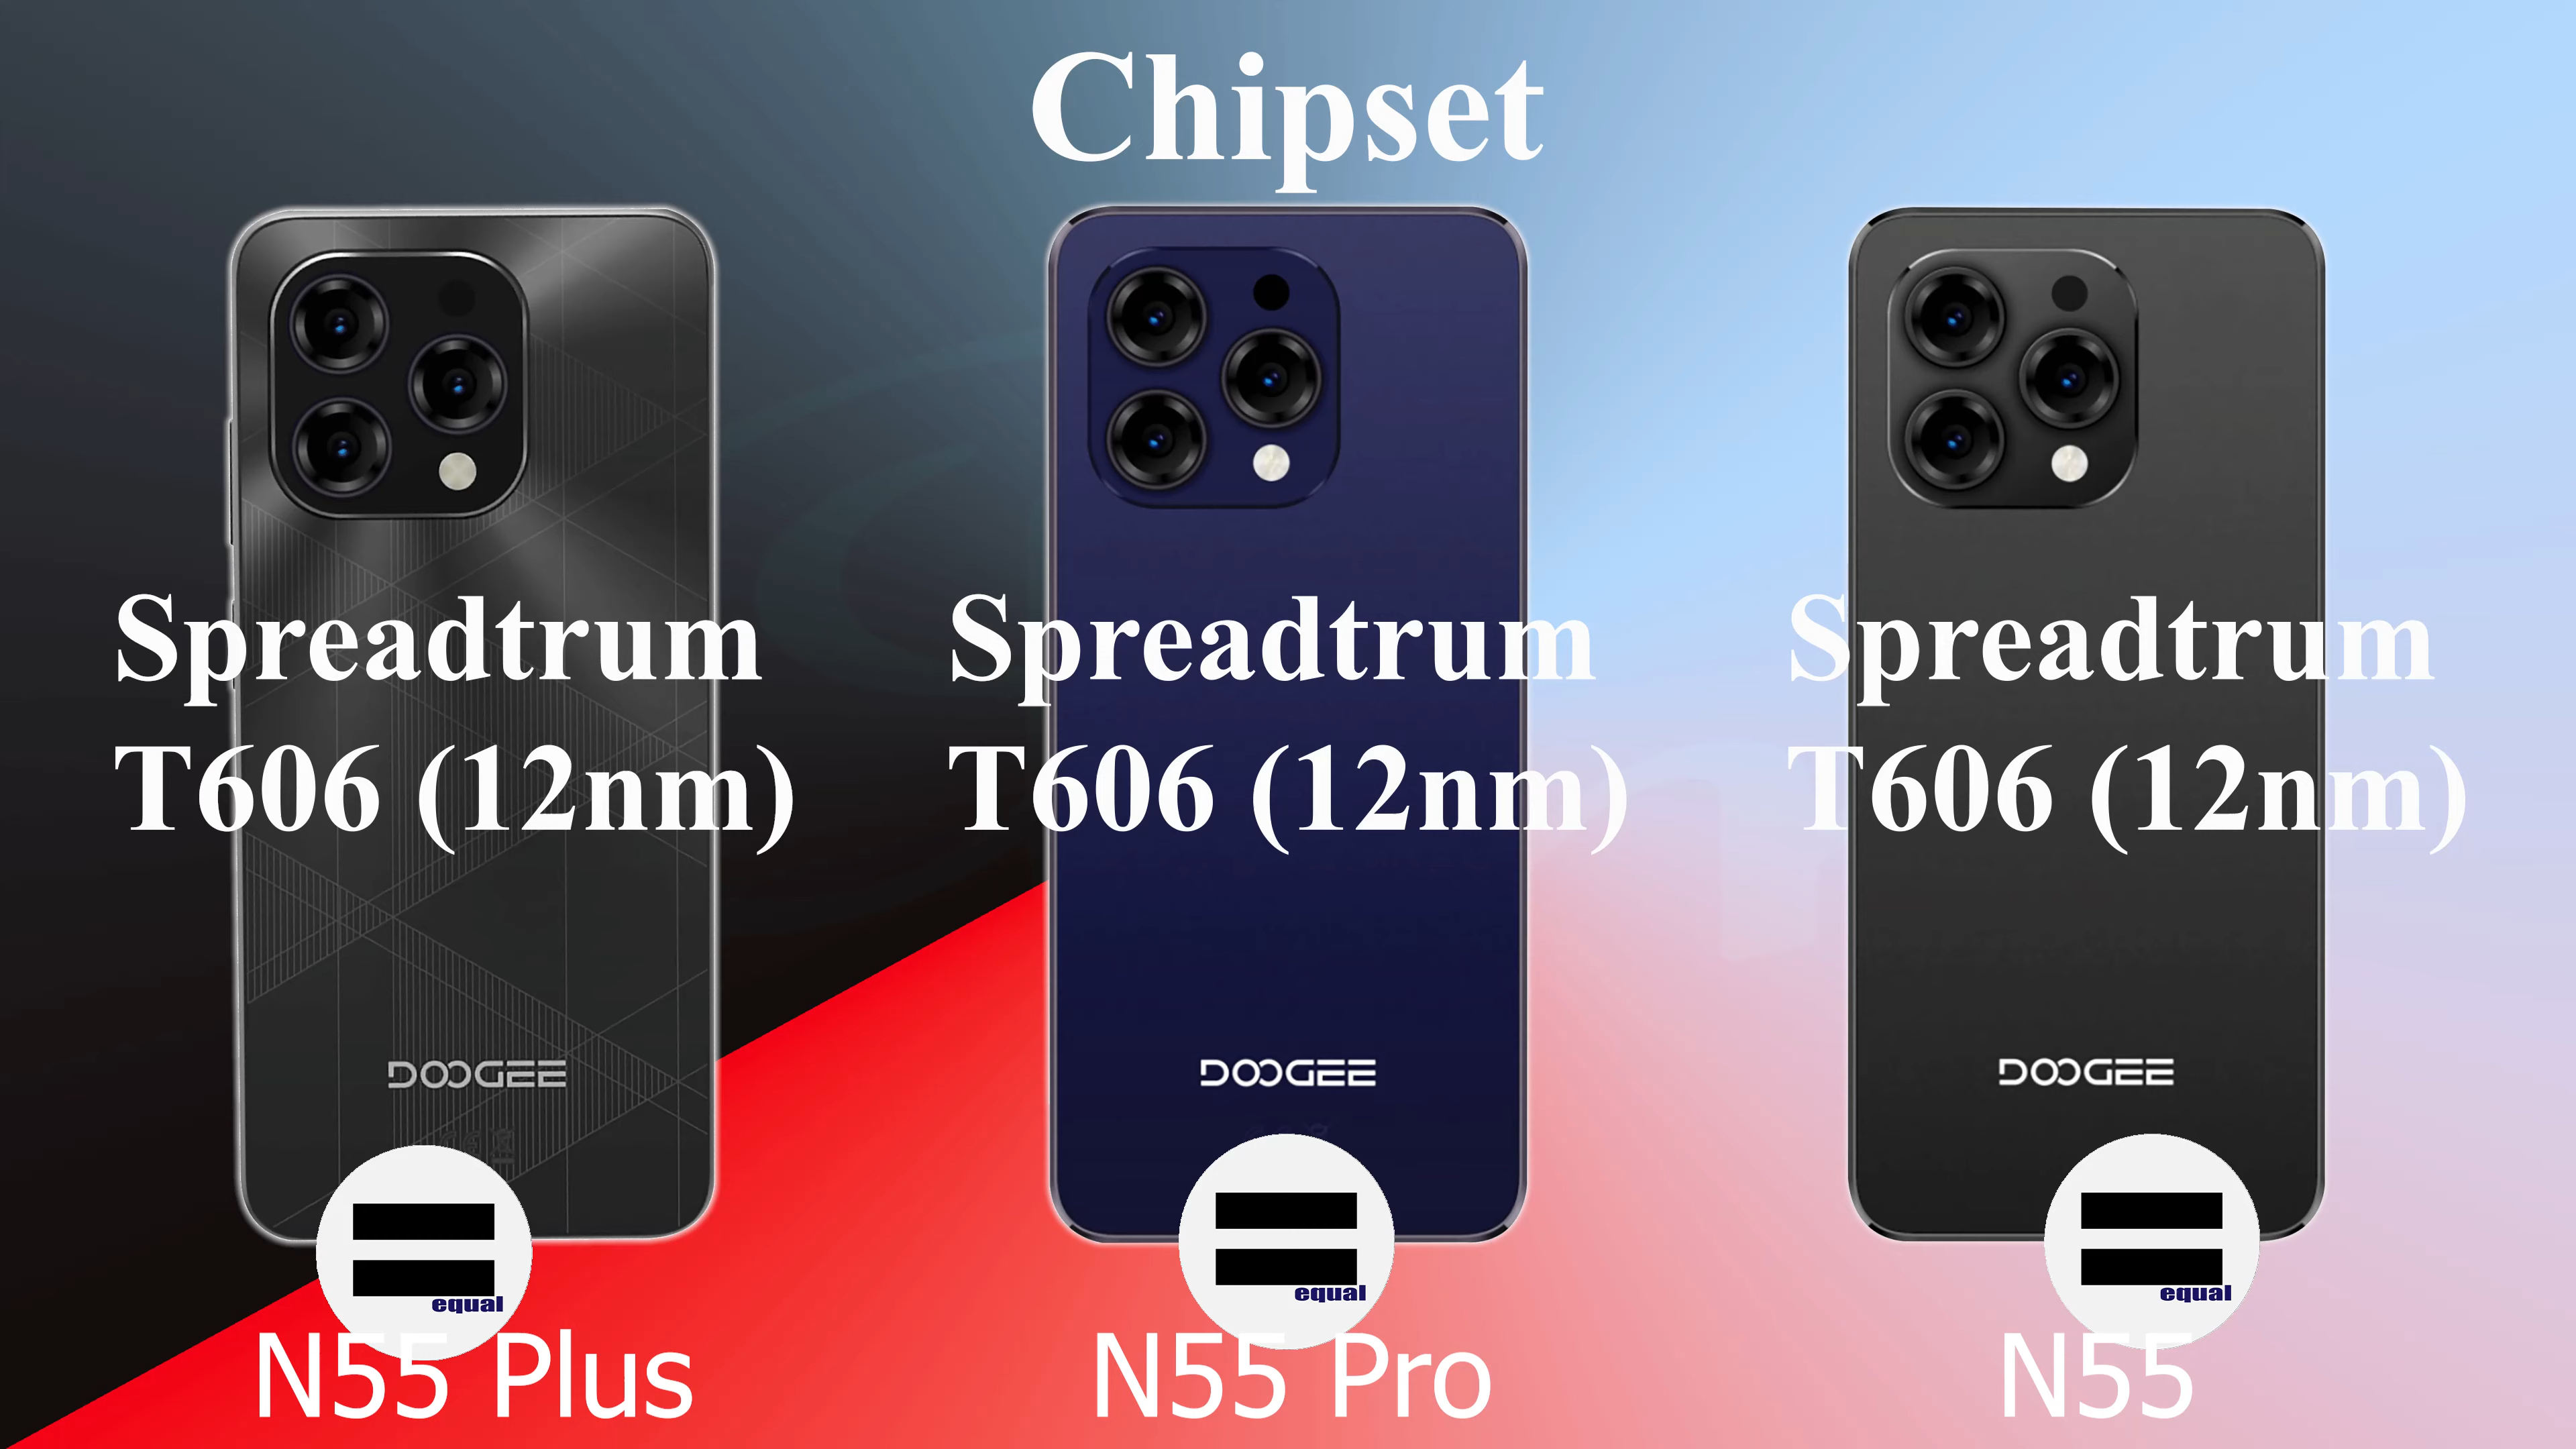 Chipset
Spreadtrum
T606 (12nm)
Spreadtrum
T606 (12nm)
Spreadtrum
T606 (12nm)
DOOGEE
DOOGEE
DOOGEE
equal
equal
equal
N55 Plus
N55 Pro
N55